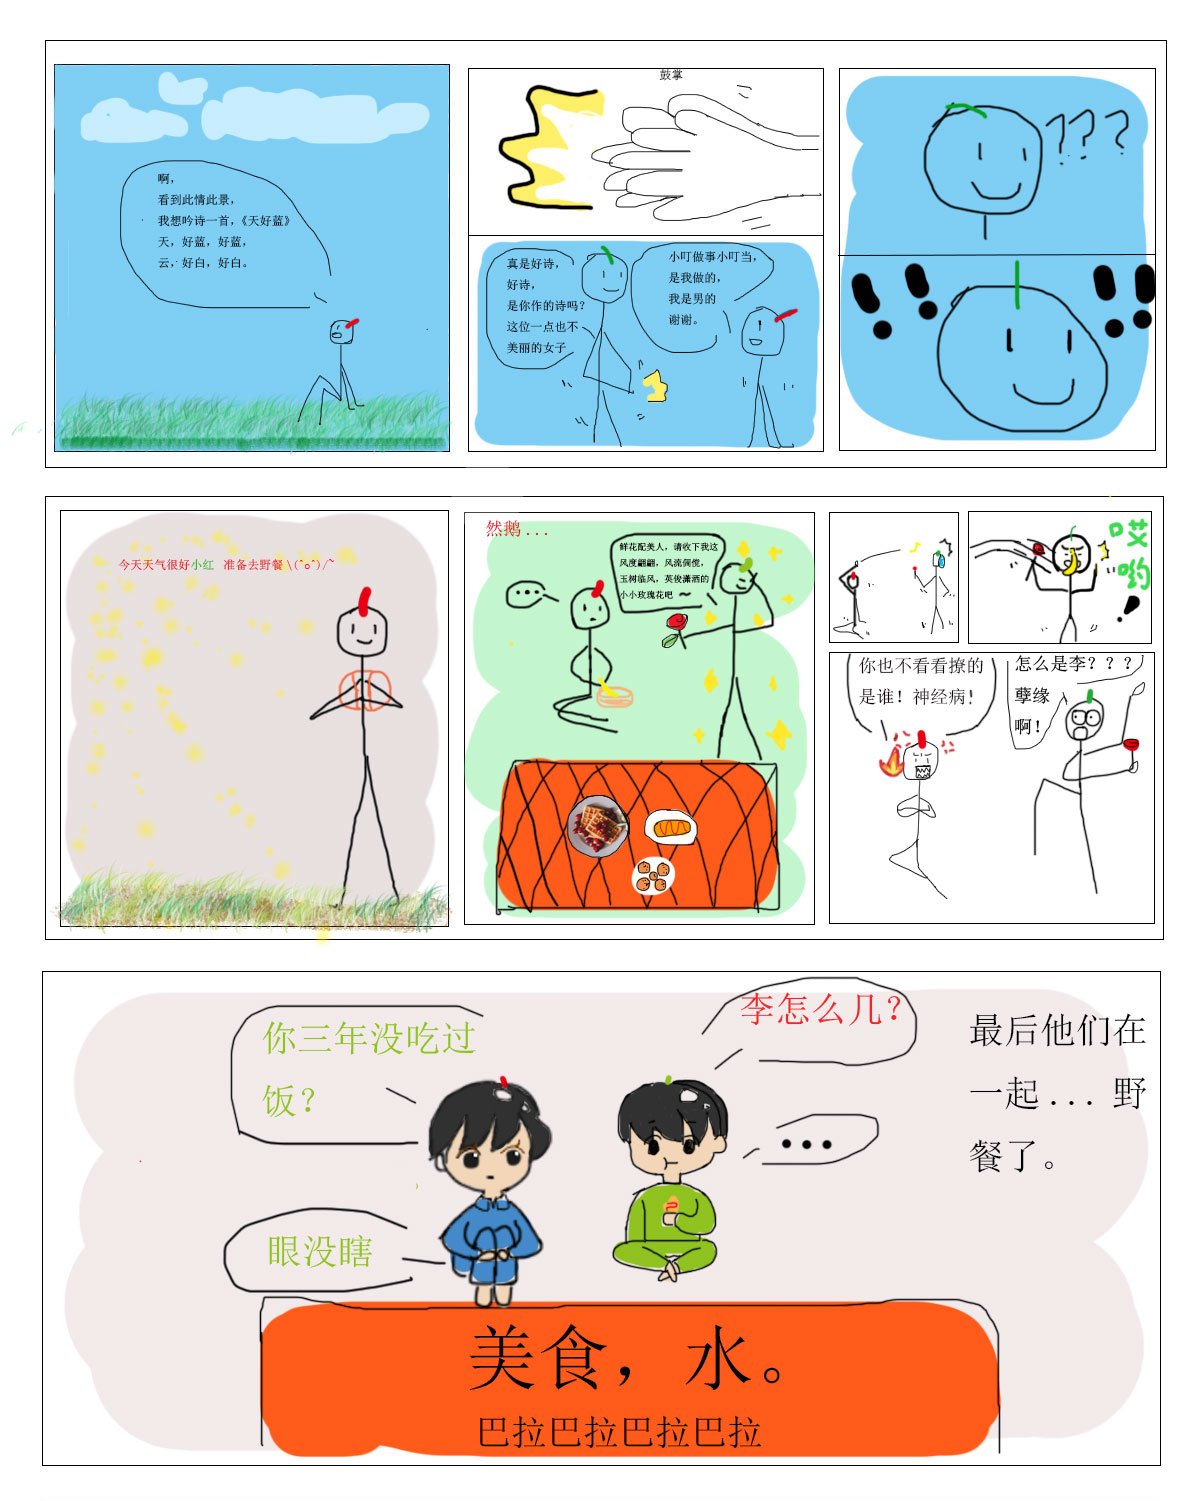 啊，
看到此情此景，
我想吟诗一首，《天好蓝》
天，好蓝，好蓝，
云，好白，好白。
鼓掌
真是好诗，
好诗，
是你作的诗吗？
这位一点也不
美丽的女子
小叮做事小叮当，
是我做的，
我是男的
谢谢。
???
!! !!
今天天气很好小红 准备去野餐\(ˆoˆ)/~
然鹅...
...
鲜花配美人，请收下我这
风度翩翩，风流倜傥，
玉树临风，英俊潇洒的
小小玫瑰花吧 ～
哎
哟
！
你也不看看撩的
是谁！神经病！
怎么是李？？？
孽缘
啊！
你三年没吃过
饭？
眼没瞎
李怎么几？
...
最后他们在
一起... 野
餐了。
美食，水。
巴拉巴拉巴拉巴拉